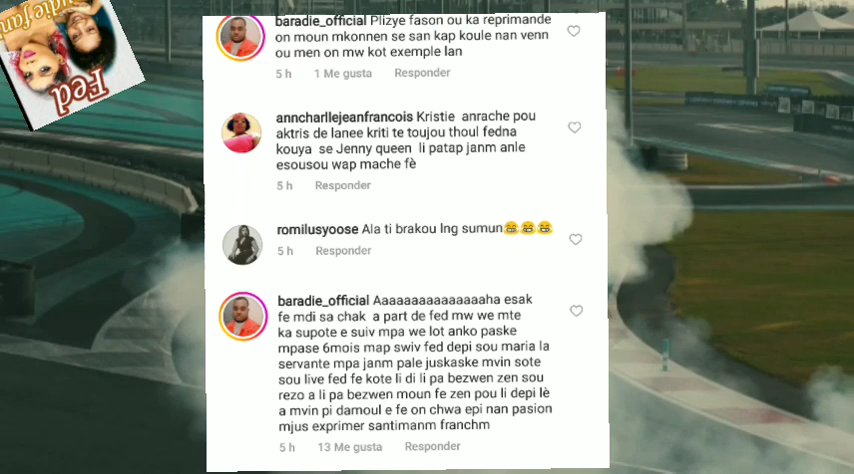 udie fan
Fed
baradie_official Plizye fason ou ka reprimande
on moun mkonnen se san kap koule nan venn
ou men on mw kot exemple lan
5 h 1 Me gusta Responder
anncharllejeanfrancois Kristie anrache pou
aktris de lanee kriti te toujou thoul fedna
kouya se Jenny queen li patap janm anle
esousou wap mache fè
5 h Responder
romilusyoose Ala ti brakou lng sumun😂😂😂
5 h Responder
baradie_official Aaaaaaaaaaaaaaaha esak
fe mdi sa chak a part de fed mw we mte
ka supote e suiv mpa we lot anko paske
mpase 6mois map swiv fed depi sou maria la
servante mpa janm pale juskaske mvin sote
sou live fed fe kote li di li pa bezwen zen sou
rezo a li pa bezwen moun fe zen pou li depi lè
a mvin pi damoul e fe on chwa epi nan pasion
mjus exprimer santimanm franchm
5 h 13 Me gusta Responder